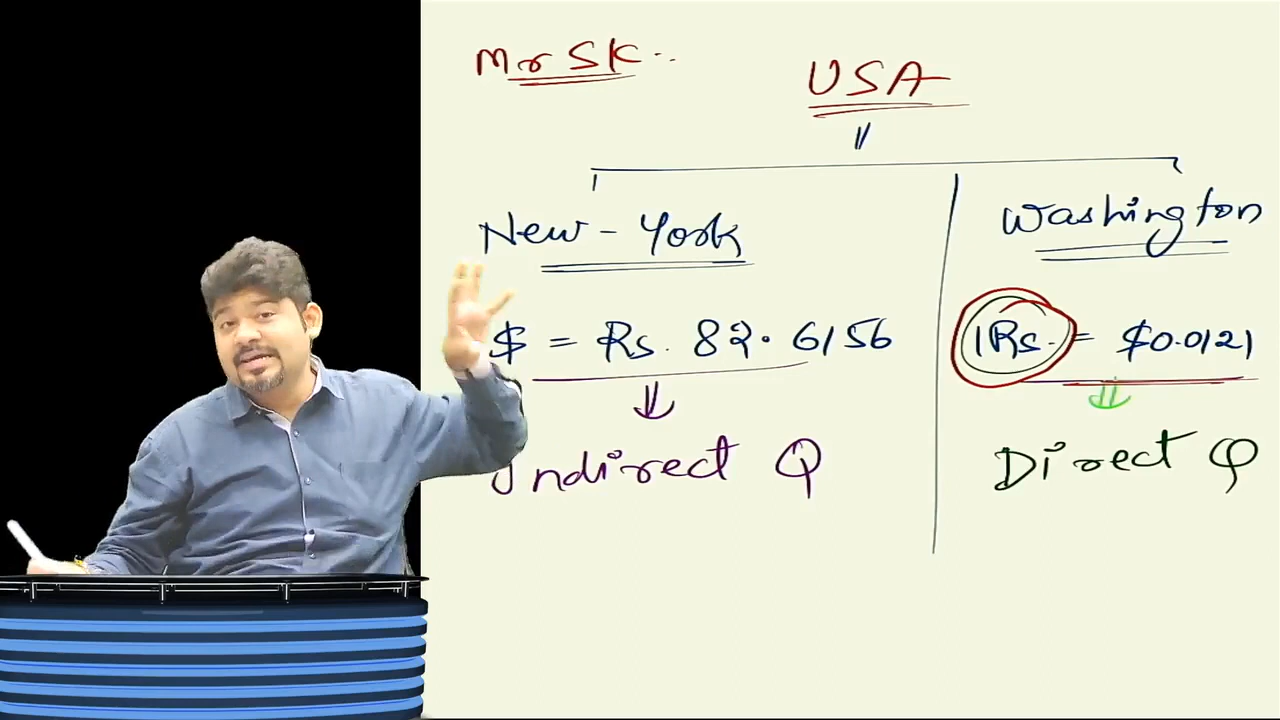 Mr SK..
USA
New-York
Washington
$ = Rs. 82.6156
1Rs. = $0.0121
Indirect Q
Direct Q